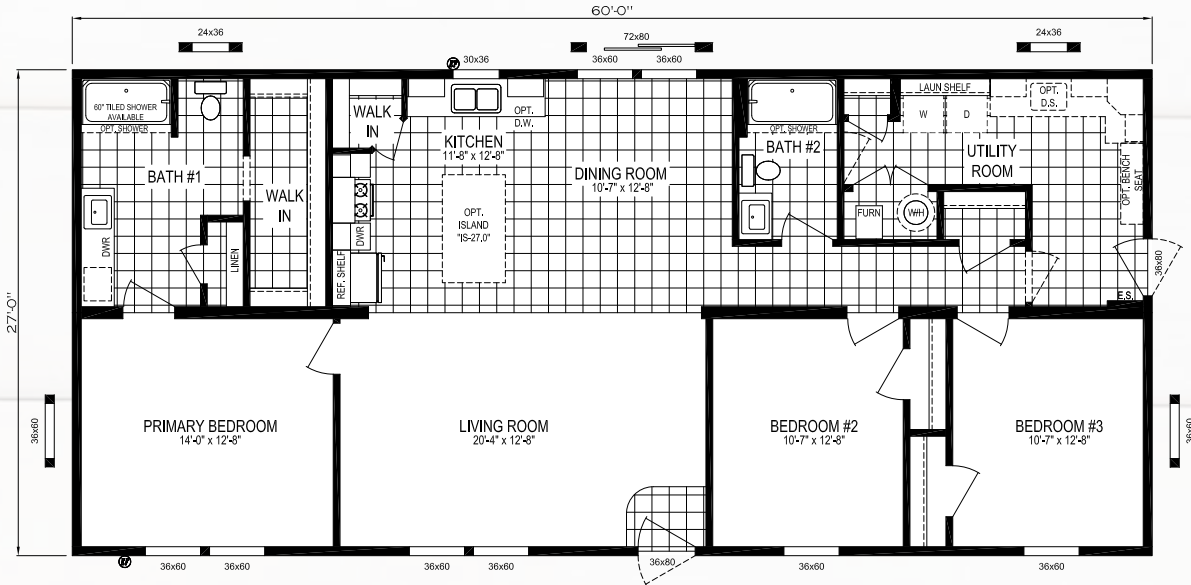 60'-0"
24x36
72x80
24x36
30x36
36x60
36x60
60" TILED SHOWER
AVAILABLE
OPT. SHOWER
WALK
IN
OPT.
D.W.
KITCHEN
11'-8" x 12'-8"
DINING ROOM
10'-7" x 12'-8"
OPT. SHOWER
BATH #2
LAUN SHELF
W
D
OPT.
D.S.
UTILITY
ROOM
OPT. BENCH
SEAT
BATH #1
WALK
IN
DWR
LINEN
DWR
REF. SHELF
OPT.
ISLAND
"IS-27,0"
FURN
W/H
36x80
E.S.
27'-0"
PRIMARY BEDROOM
14'-0" x 12'-8"
LIVING ROOM
20'-4" x 12'-8"
BEDROOM #2
10'-7" x 12'-8"
BEDROOM #3
10'-7" x 12'-8"
36x60
36x60
36x60
36x60
36x60
36x60
36x80
36x60
36x60